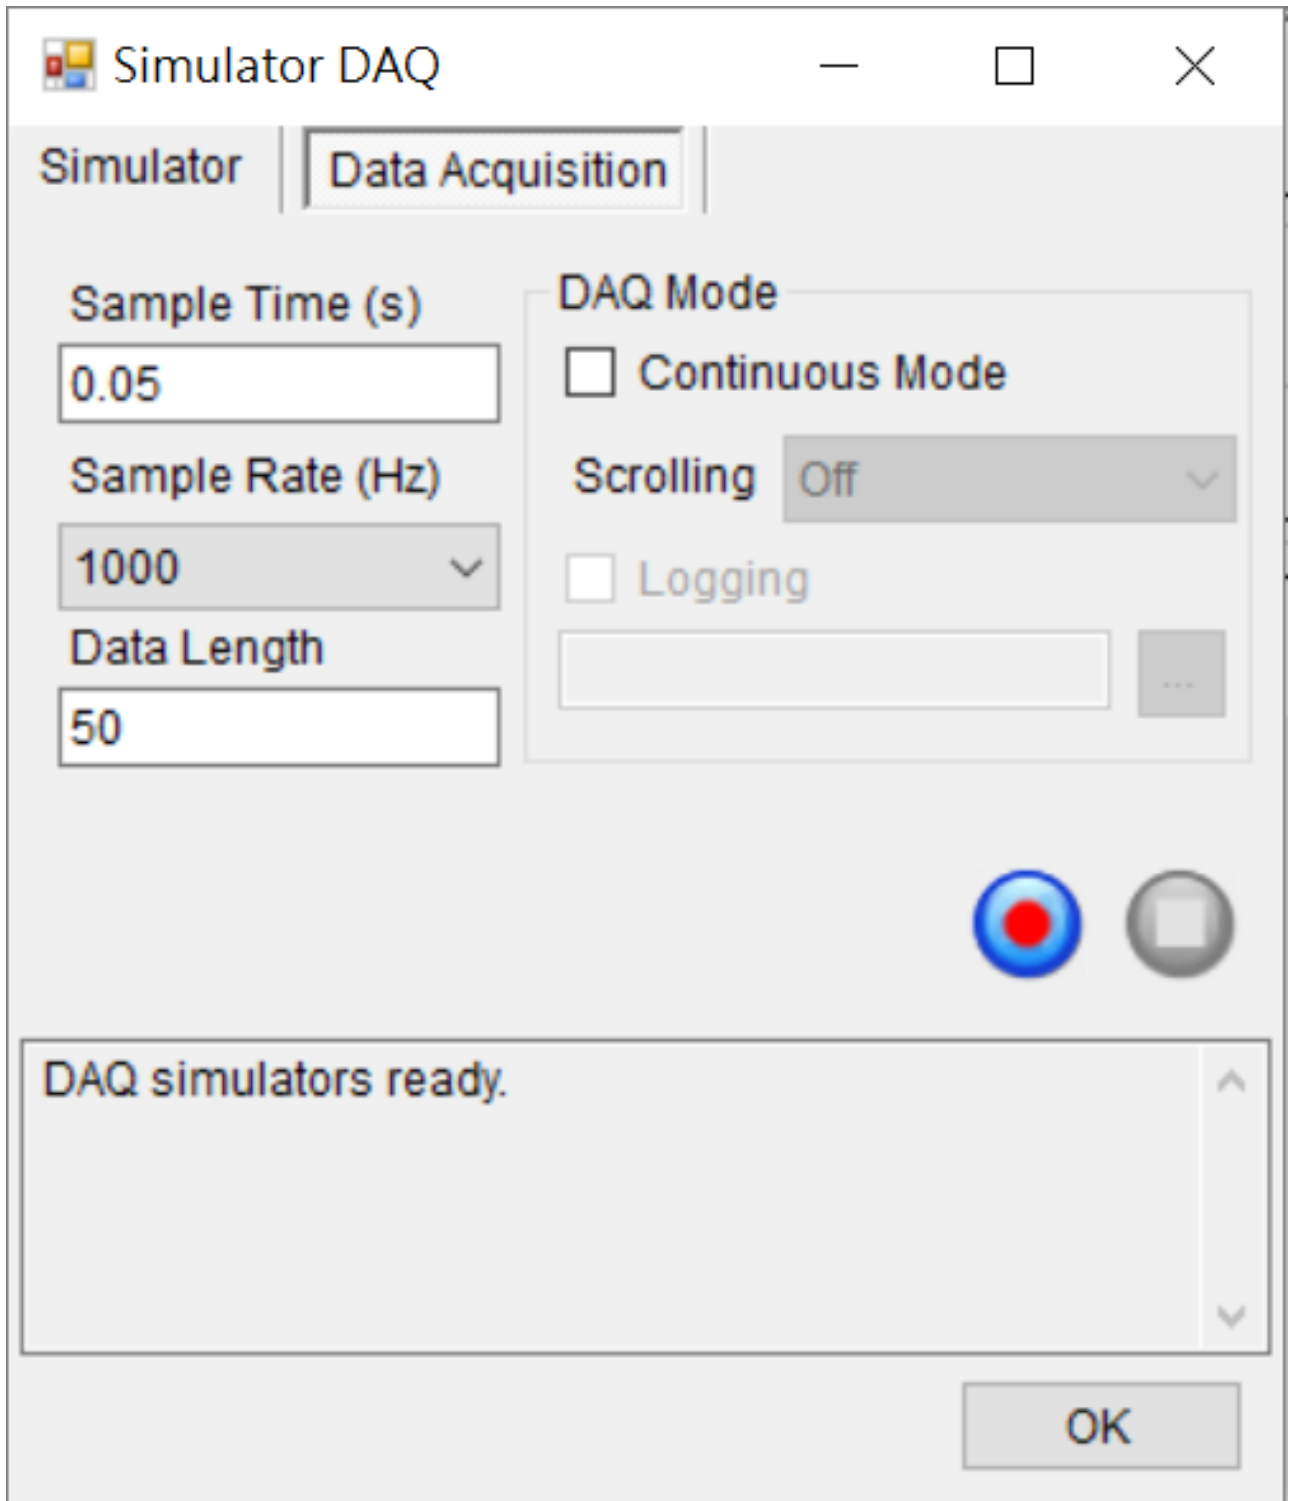 Simulator DAQ
Simulator
Data Acquisition
Sample Time (s)
0.05
Sample Rate (Hz)
1000
Data Length
50
DAQ Mode
Continuous Mode
Scrolling Off
Logging
...
DAQ simulators ready.
OK